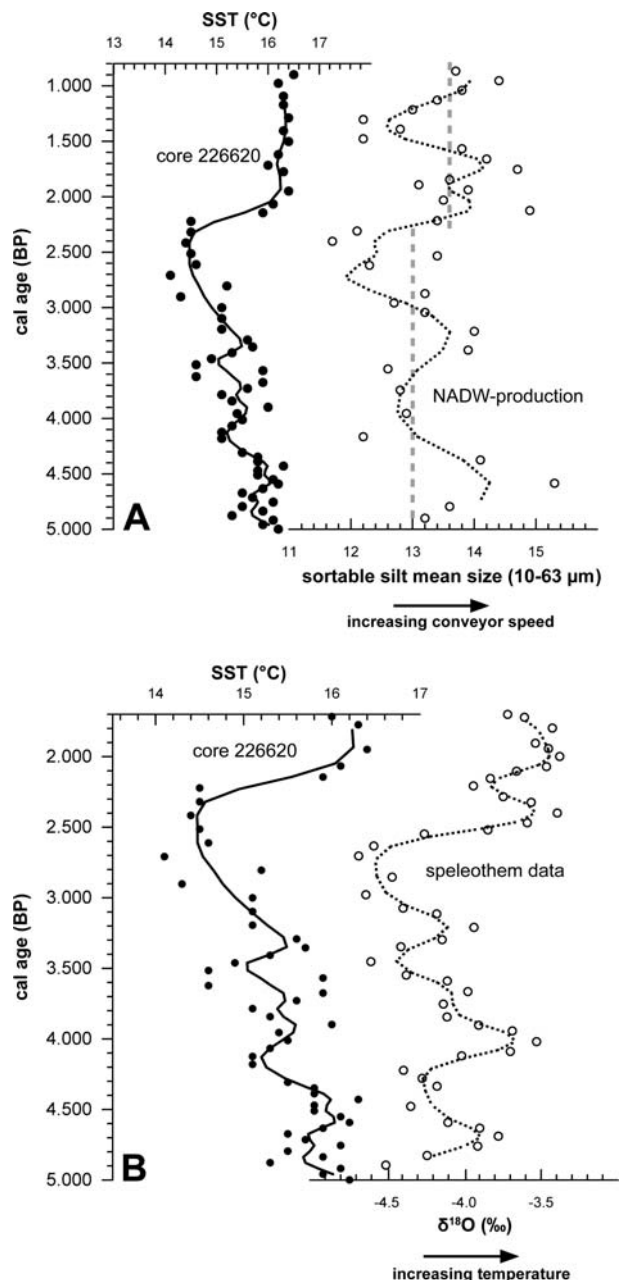 SST (°C)
13 14 15 16 17
1.000
1.500
2.000
2.500
3.000
3.500
4.000
4.500
5.000
cal age (BP)
core 226620
NADW-production
A
11 12 13 14 15
sortable silt mean size (10-63 µm)
increasing conveyor speed
SST (°C)
14 15 16 17
core 226620
2.000
2.500
3.000
3.500
4.000
4.500
5.000
cal age (BP)
speleothem data
B
-4.5 -4.0 -3.5
δ18O (‰)
increasing temperature